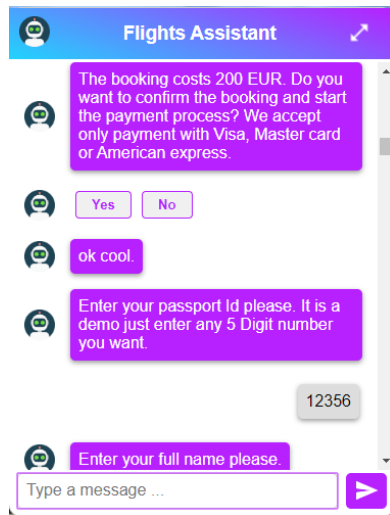 Flights Assistant
The booking costs 200 EUR. Do you
want to confirm the booking and start
the payment process? We accept
only payment with Visa, Master card
or American express.
Yes No
ok cool.
Enter your passport Id please. It is a
demo just enter any 5 Digit number
you want.
12356
Enter your full name please.
Type a message ...